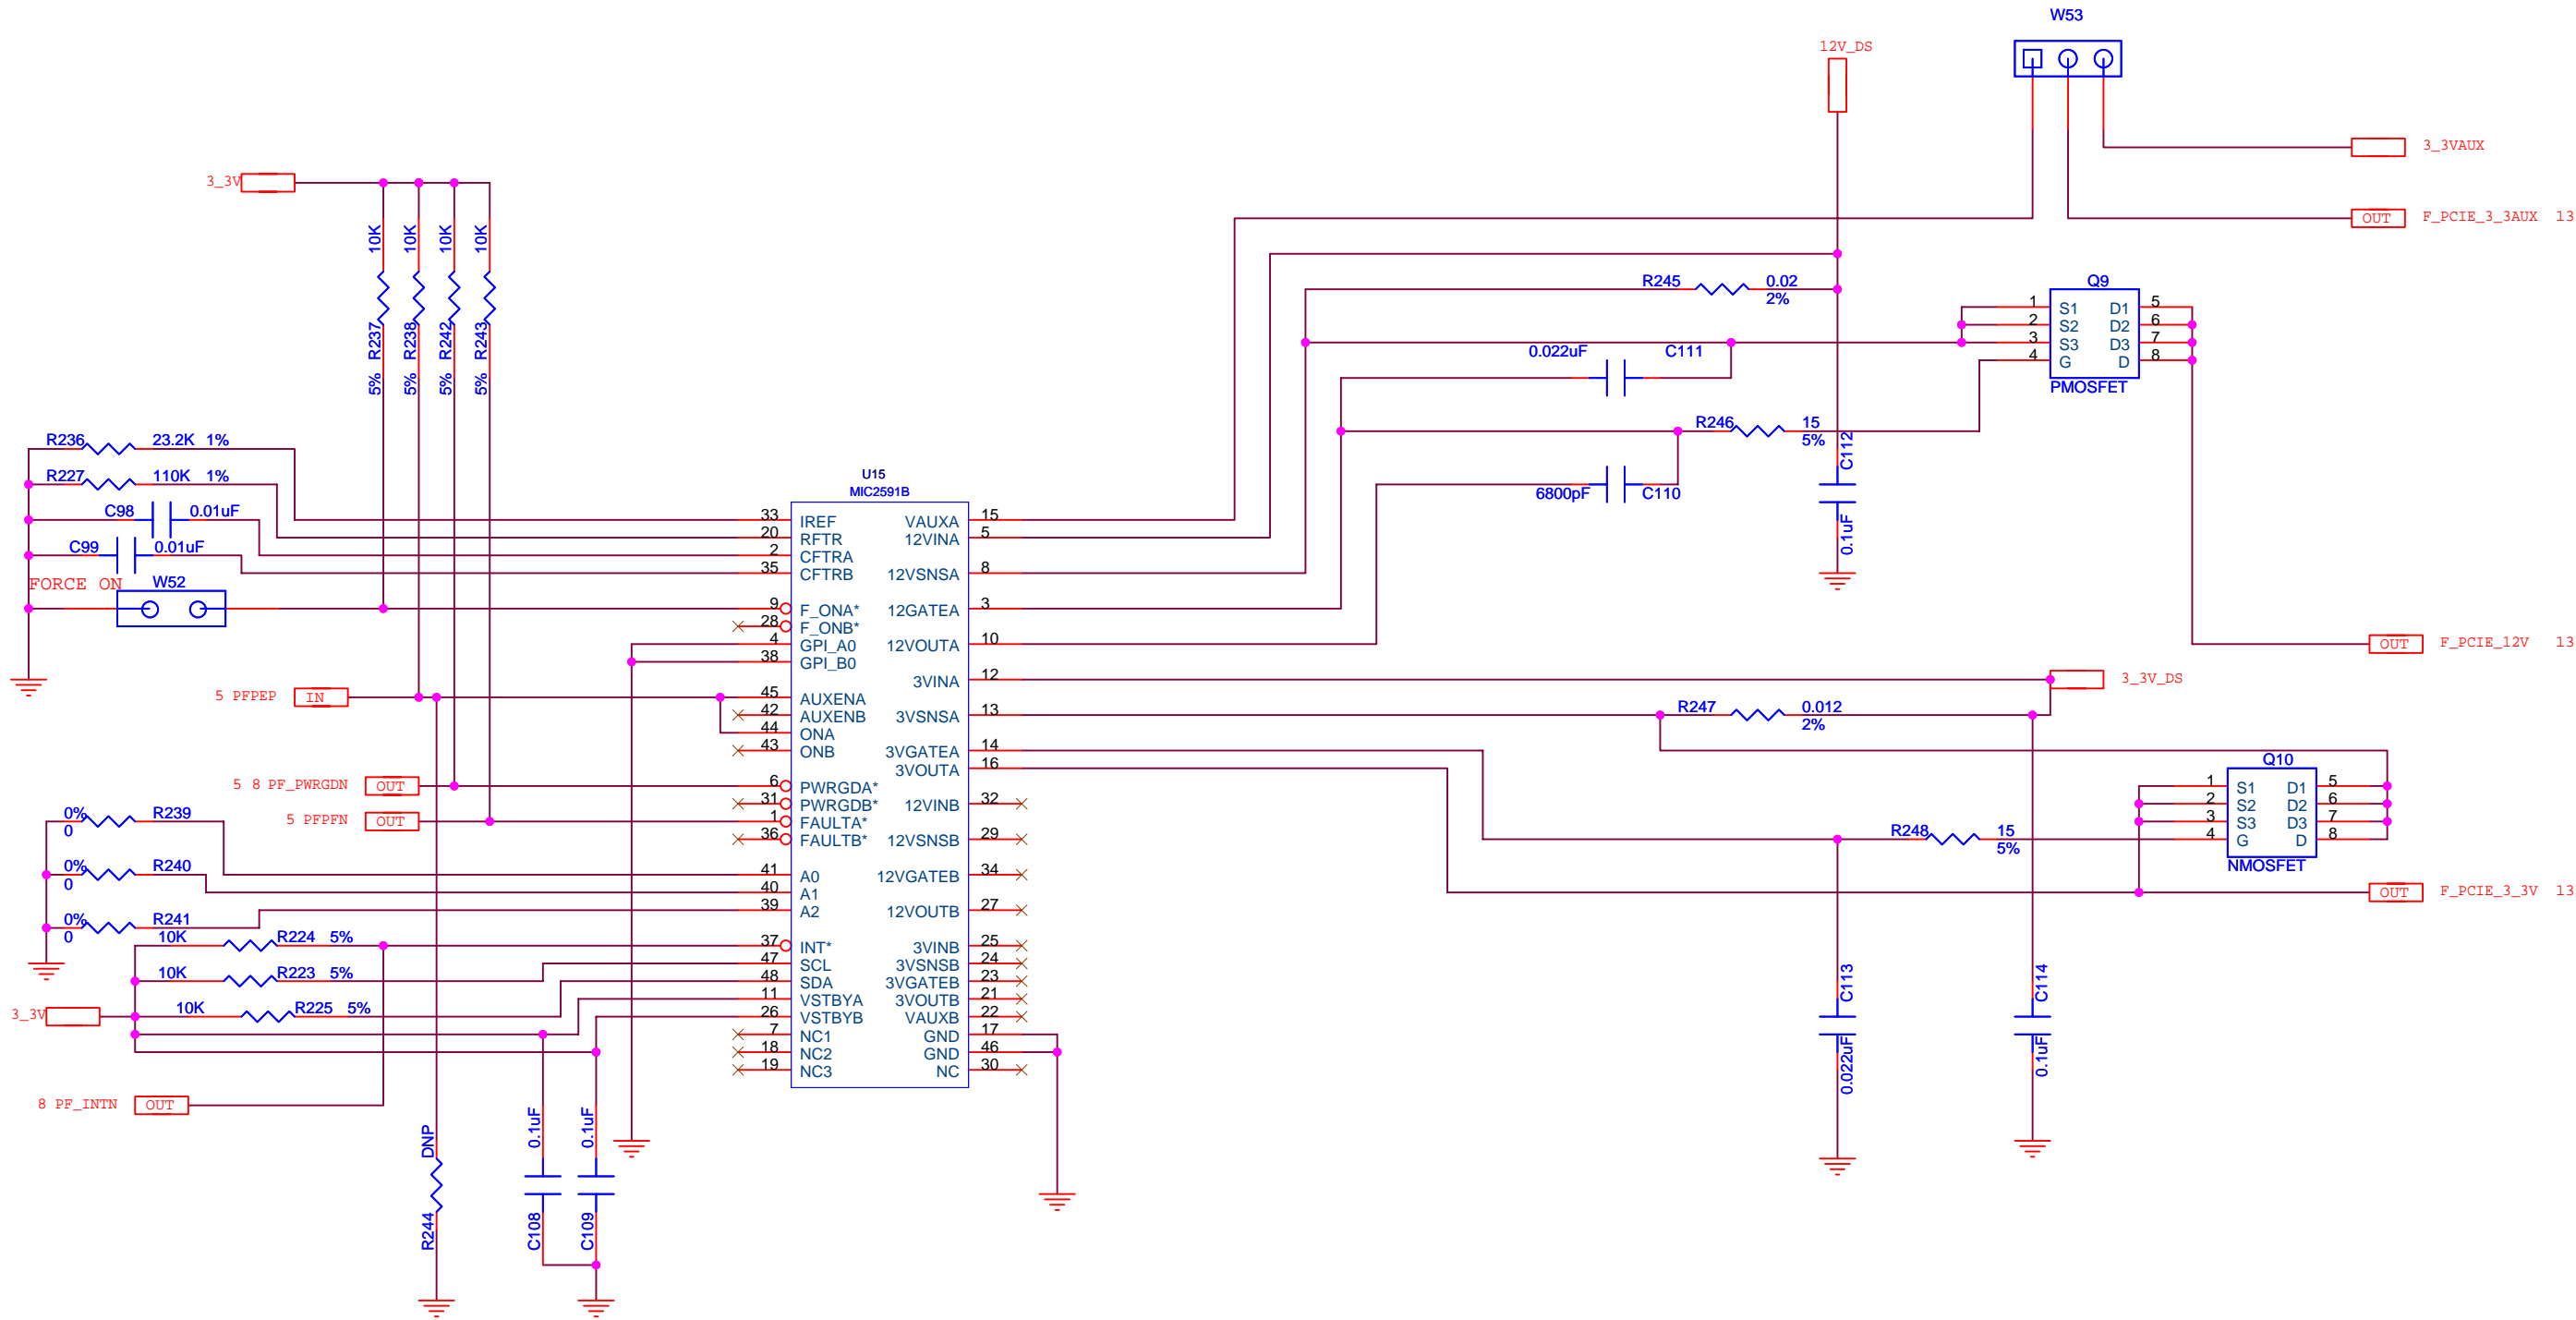 W53
12V_DS
3_3VAUX
3_3V
OUT F_PCIE_3_3AUX 13
10K 10K 10K 10K
R237 R238 R242 R243
5% 5% 5% 5%
R245 0.02
2%
Q9
1 S1 D1 5
2 S2 D2 6
3 S3 D3 7
4 G D 8
PMOSFET
0.022uF C111
R246 15
5%
C112
0.1uF
6800pF C110
R236 23.2K 1%
R227 110K 1%
C98 0.01uF
C99 0.01uF
FORCE ON W52
U15
MIC2591B
33 IREF VAUXA 15
20 RFTR 12VINA 5
2 CFTRA
35 CFTRB 12VSNSA 8
9 F_ONA* 12GATEA 3
28 F_ONB*
4 GPI_A0 12VOUTA 10
38 GPI_B0
3VINA 12
45 AUXENA
42 AUXENB 3VSNSA 13
44 ONA
43 ONB 3VGATEA 14
3VOUTA 16
6 PWRGDA*
31 PWRGDB* 12VINB 32
1 FAULTA*
36 FAULTB* 12VSNSB 29
41 A0 12VGATEB 34
40 A1
39 A2 12VOUTB 27
37 INT* 3VINB 25
47 SCL 3VSNSB 24
48 SDA 3VGATEB 23
11 VSTBYA 3VOUTB 21
26 VSTBYB VAUXB 22
7 NC1 GND 17
18 NC2 GND 46
19 NC3 NC 30
OUT F_PCIE_12V 13
3_3V_DS
5 PFPEP IN
R247 0.012
2%
Q10
1 S1 D1 5
2 S2 D2 6
3 S3 D3 7
4 G D 8
NMOSFET
R248 15
5%
5 8 PF_PWRGDN OUT
5 PFPFN OUT
OUT F_PCIE_3_3V 13
0% R239
0
0% R240
0
0% R241
0
10K R224 5%
10K R223 5%
3_3V 10K R225 5%
8 PF_INTN OUT
C113
0.022uF
C114
0.1uF
DNP
R244
0.1uF
C108
0.1uF
C109